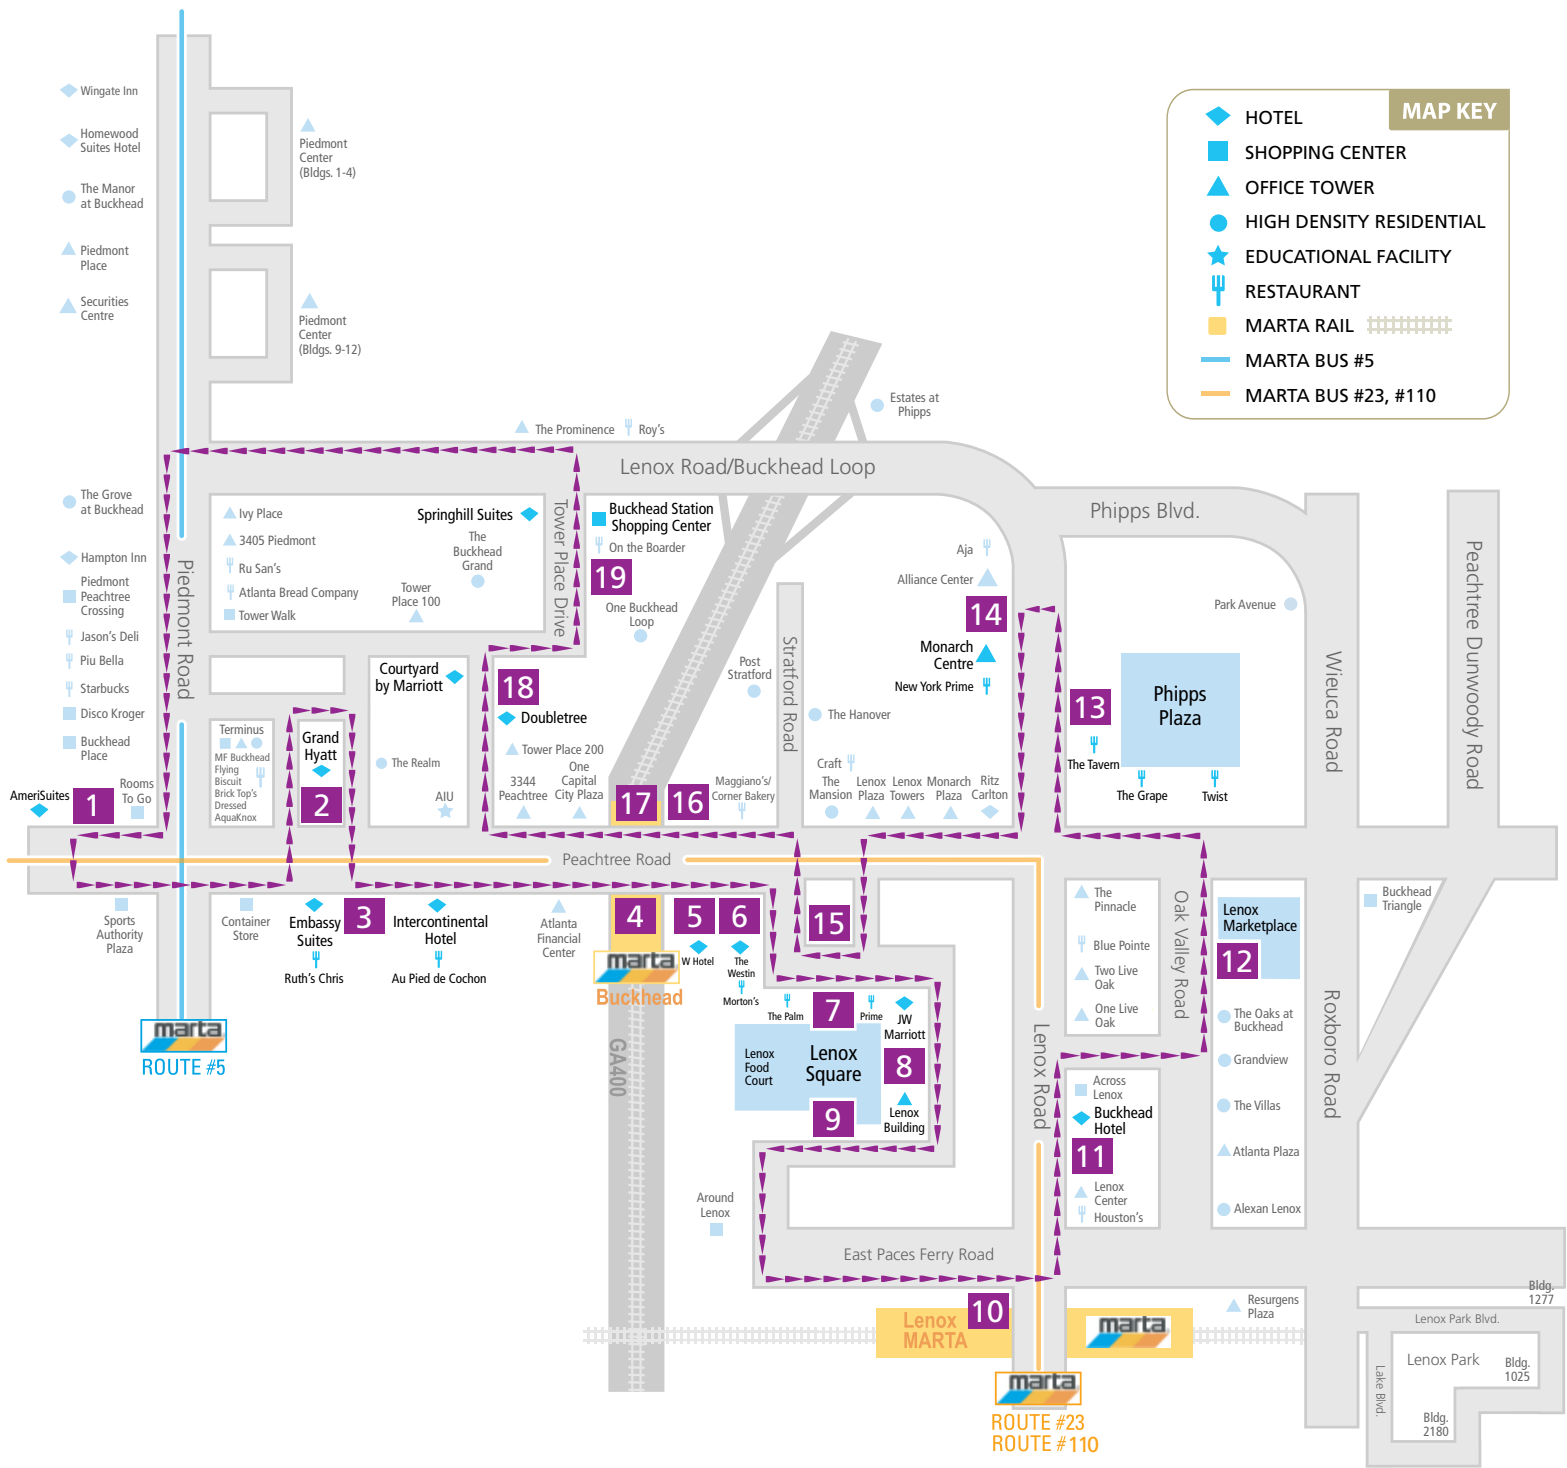 MAP KEY
HOTEL
SHOPPING CENTER
OFFICE TOWER
HIGH DENSITY RESIDENTIAL
EDUCATIONAL FACILITY
RESTAURANT
MARTA RAIL
MARTA BUS #5
MARTA BUS #23, #110
Wingate Inn
Homewood
Suites Hotel
The Manor
at Buckhead
Piedmont
Place
Securities
Centre
Piedmont
Center
(Bldgs. 1-4)
Piedmont
Center
(Bldgs. 9-12)
Estates at
Phipps
The Prominence
Roy's
Lenox Road/Buckhead Loop
Phipps Blvd.
The Grove
at Buckhead
Hampton Inn
Piedmont
Peachtree
Crossing
Jason's Deli
Piu Bella
Starbucks
Disco Kroger
Buckhead
Place
Rooms
To Go
AmeriSuites
1
Piedmont Road
Ivy Place
3405 Piedmont
Ru San's
Atlanta Bread Company
Tower Walk
Springhill Suites
The
Buckhead
Grand
Tower
Place 100
Tower Place Drive
Buckhead Station
Shopping Center
On the Boarder
19
One Buckhead
Loop
Aja
Alliance Center
14
Monarch
Centre
New York Prime
Park Avenue
Phipps
Plaza
13
The Tavern
The Grape
Twist
Wieuca Road
Peachtree Dunwoody Road
Courtyard
by Marriott
18
Doubletree
Tower Place 200
3344
Peachtree
One
Capital
City Plaza
Post
Stratford
Stratford Road
The Hanover
Craft
The
Mansion
Lenox
Plaza
Lenox
Towers
Monarch
Plaza
Ritz
Carlton
Terminus
MF Buckhead
Flying
Biscuit
Brick Top's
Dressed
AquaKnox
Grand
Hyatt
2
The Realm
AIU
17
16
Maggiano's/
Corner Bakery
Peachtree Road
Sports
Authority
Plaza
Container
Store
Embassy
Suites
Ruth's Chris
3
Intercontinental
Hotel
Au Pied de Cochon
Atlanta
Financial
Center
4
marta
Buckhead
5
W Hotel
6
The
Westin
Morton's
15
The Palm
7
Prime
JW
Marriott
8
Lenox
Building
Lenox
Food
Court
Lenox
Square
9
GA400
marta
ROUTE #5
The
Pinnacle
Blue Pointe
Two Live
Oak
One Live
Oak
Oak Valley Road
Lenox
Marketplace
12
Buckhead
Triangle
The Oaks at
Buckhead
Grandview
The Villas
Atlanta Plaza
Alexan Lenox
Roxboro Road
Lenox Road
Across
Lenox
Buckhead
Hotel
11
Lenox
Center
Houston's
Around
Lenox
East Paces Ferry Road
10
Lenox
MARTA
marta
marta
ROUTE #23
ROUTE #110
Resurgens
Plaza
Bldg.
1277
Lenox Park Blvd.
Lenox Park
Bldg.
1025
Lake Blvd.
Bldg.
2180